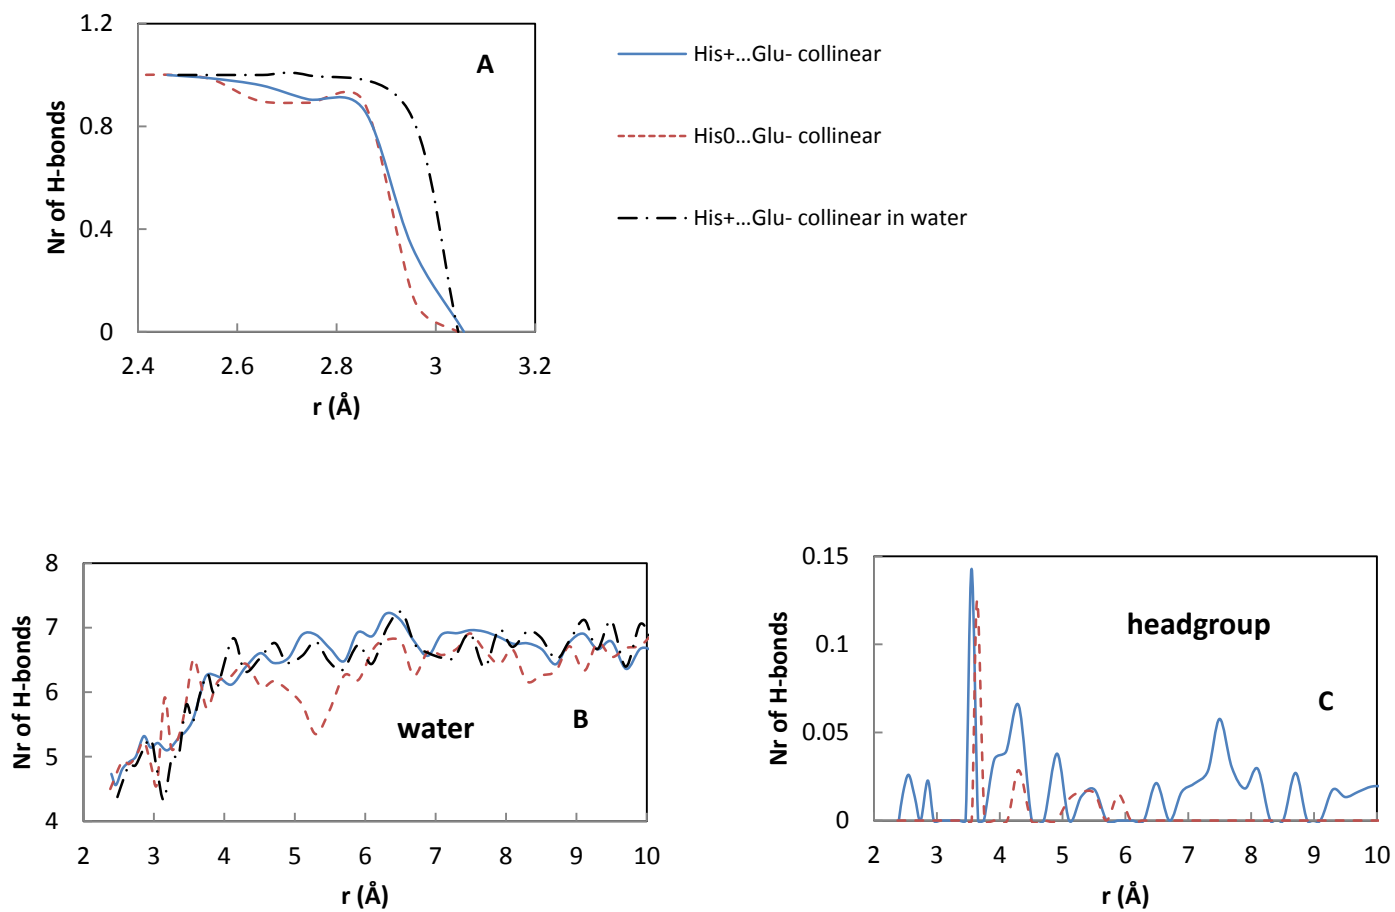 1.2
0.8
0.4
0
Nr of H-bonds
A
2.4 2.6 2.8 3 3.2
r (Å)
His+...Glu- collinear
His0...Glu- collinear
His+...Glu- collinear in water
8
7
6
5
4
Nr of H-bonds
water
B
2 3 4 5 6 7 8 9 10
r (Å)
0.15
0.1
0.05
0
Nr of H-bonds
headgroup
C
2 3 4 5 6 7 8 9 10
r (Å)